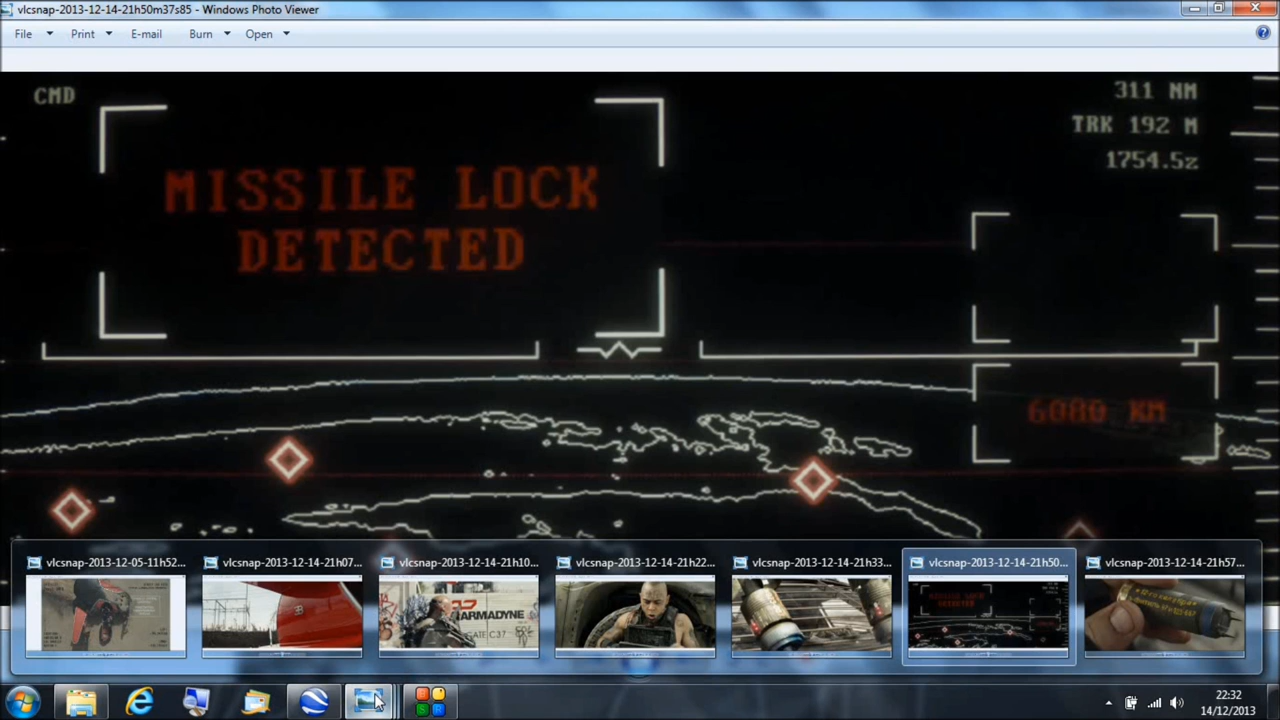 vlcsnap-2013-12-14-21h50m37s85 - Windows Photo Viewer
File Print E-mail Burn Open
CMD
311 NM
TRK 192 M
1754.5z
MISSILE LOCK
DETECTED
6080 KM
vlcsnap-2013-12-05-11h52... vlcsnap-2013-12-14-21h07... vlcsnap-2013-12-14-21h10... vlcsnap-2013-12-14-21h22... vlcsnap-2013-12-14-21h33... vlcsnap-2013-12-14-21h50... vlcsnap-2013-12-14-21h57...
ARMADYNE
GATE C37
22:32
14/12/2013